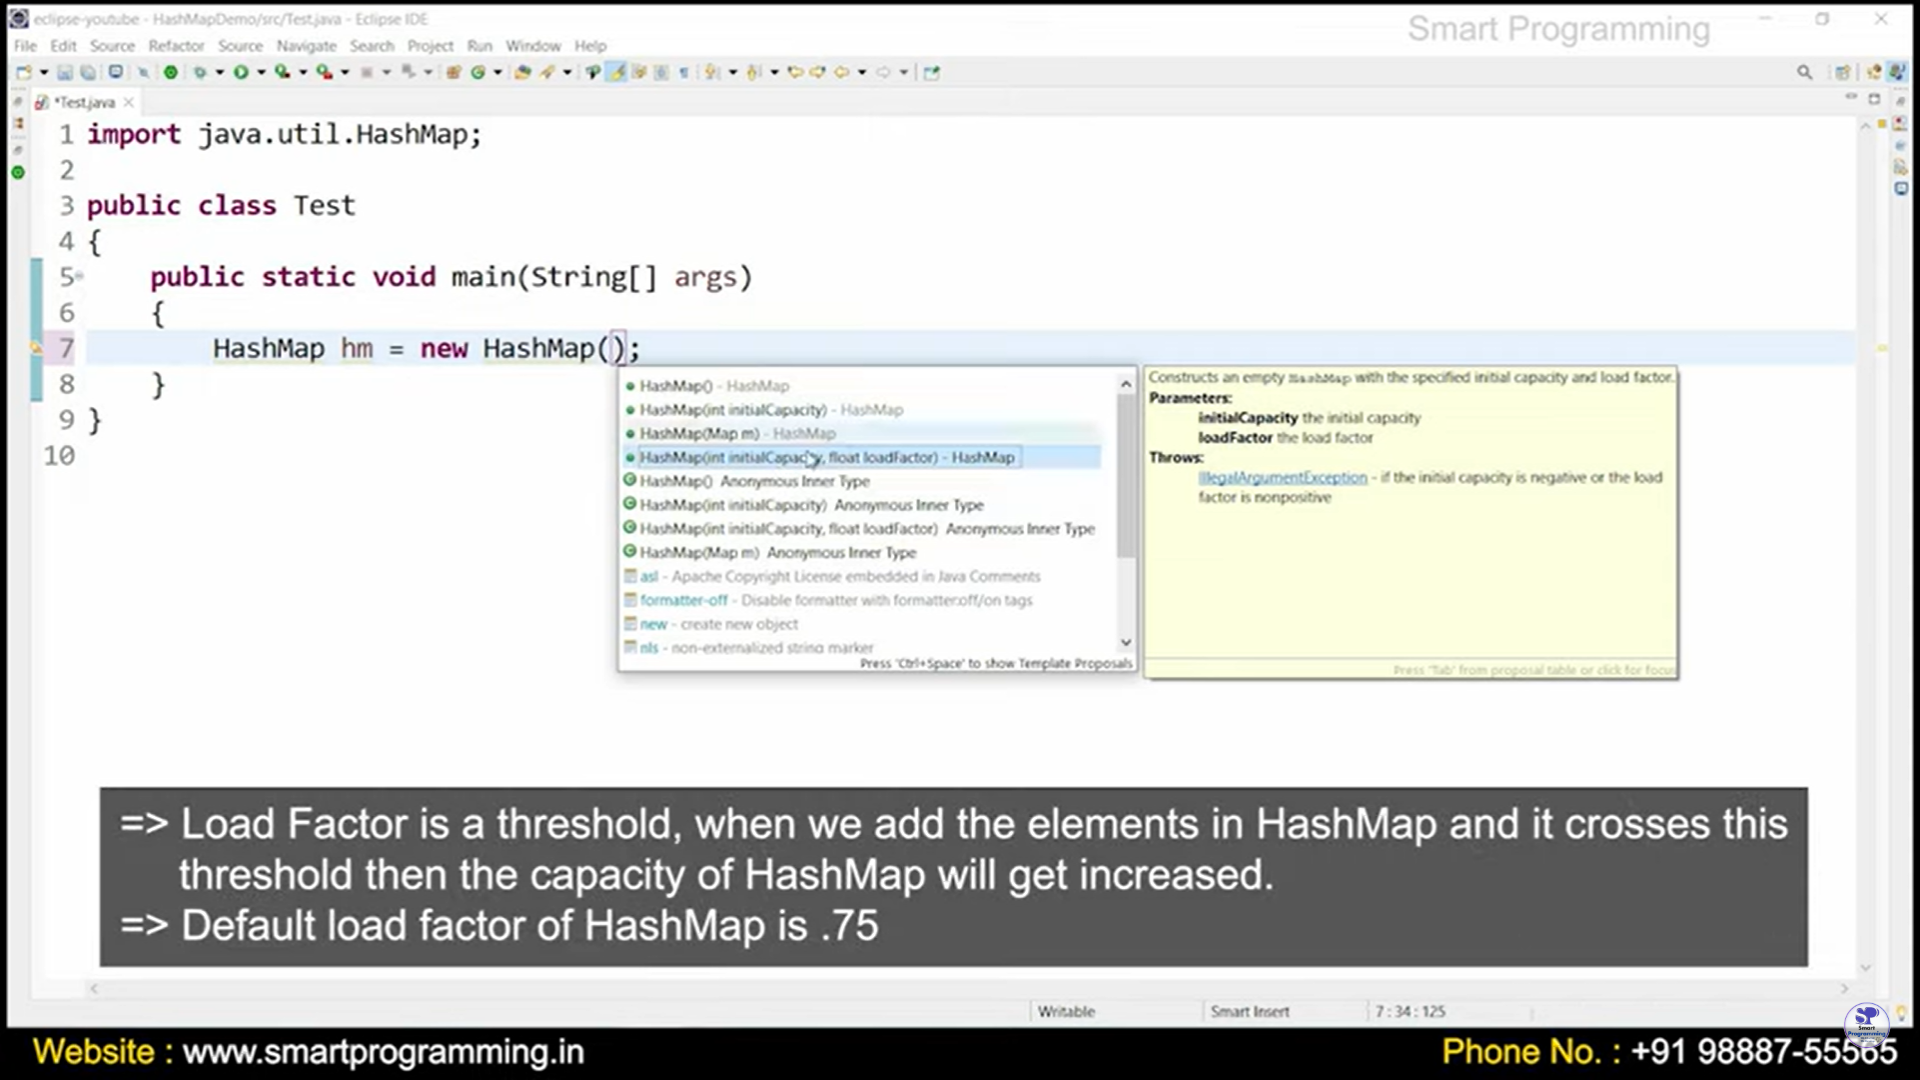 eclipse-youtube - HashMapDemo/src/Test.java - Eclipse IDE
Smart Programming
File Edit Source Refactor Source Navigate Search Project Run Window Help
*Test.java
1 import java.util.HashMap;
2
3 public class Test
4 {
5 public static void main(String[] args)
6 {
7 HashMap hm = new HashMap();
8 }
9 }
10
HashMap() - HashMap
HashMap(int initialCapacity) - HashMap
HashMap(Map m) - HashMap
HashMap(int initialCapacity, float loadFactor) - HashMap
HashMap() Anonymous Inner Type
HashMap(int initialCapacity) Anonymous Inner Type
HashMap(int initialCapacity, float loadFactor) Anonymous Inner Type
HashMap(Map m) Anonymous Inner Type
asl - Apache Copyright License embedded in Java Comments
formatter-off - Disable formatter with formatter:off/on tags
new - create new object
nls - non-externalized string marker
Press 'Ctrl+Space' to show Template Proposals
Constructs an empty HashMap with the specified initial capacity and load factor.
Parameters:
initialCapacity the initial capacity
loadFactor the load factor
Throws:
IllegalArgumentException - if the initial capacity is negative or the load
factor is nonpositive
Press 'Tab' from proposal table or click for focus
=> Load Factor is a threshold, when we add the elements in HashMap and it crosses this
threshold then the capacity of HashMap will get increased.
=> Default load factor of HashMap is .75
Writable Smart Insert 7 : 34 : 125
SP
Smart
Programming
Website : www.smartprogramming.in
Phone No. : +91 98887-55565